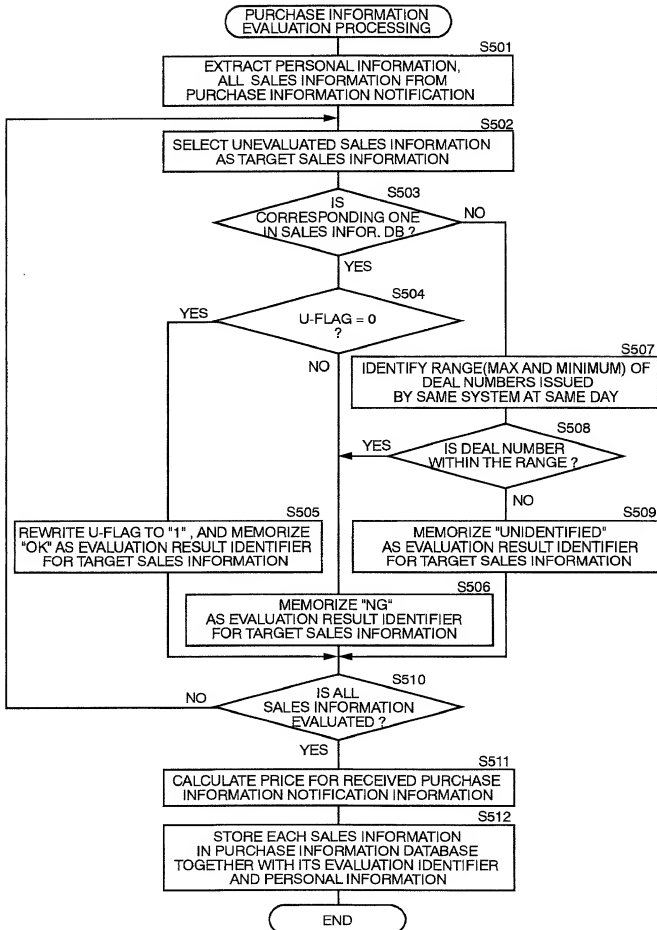 PURCHASE INFORMATION
EVALUATION PROCESSING
S501
EXTRACT PERSONAL INFORMATION,
ALL SALES INFORMATION FROM
PURCHASE INFORMATION NOTIFICATION
S502
SELECT UNEVALUATED SALES INFORMATION
AS TARGET SALES INFORMATION
S503
IS
CORRESPONDING ONE
IN SALES INFOR. DB ?
NO
YES
S504
U-FLAG = 0
?
YES
NO
S507
IDENTIFY RANGE(MAX AND MINIMUM) OF
DEAL NUMBERS ISSUED
BY SAME SYSTEM AT SAME DAY
S508
IS DEAL NUMBER
WITHIN THE RANGE ?
YES
NO
S505
REWRITE U-FLAG TO "1" , AND MEMORIZE
"OK" AS EVALUATION RESULT IDENTIFIER
FOR TARGET SALES INFORMATION
S509
MEMORIZE "UNIDENTIFIED"
AS EVALUATION RESULT IDENTIFIER
FOR TARGET SALES INFORMATION
S506
MEMORIZE "NG"
AS EVALUATION RESULT IDENTIFIER
FOR TARGET SALES INFORMATION
S510
IS ALL
SALES INFORMATION
EVALUATED ?
NO
YES
S511
CALCULATE PRICE FOR RECEIVED PURCHASE
INFORMATION NOTIFICATION INFORMATION
S512
STORE EACH SALES INFORMATION
IN PURCHASE INFORMATION DATABASE
TOGETHER WITH ITS EVALUATION IDENTIFIER
AND PERSONAL INFORMATION
END